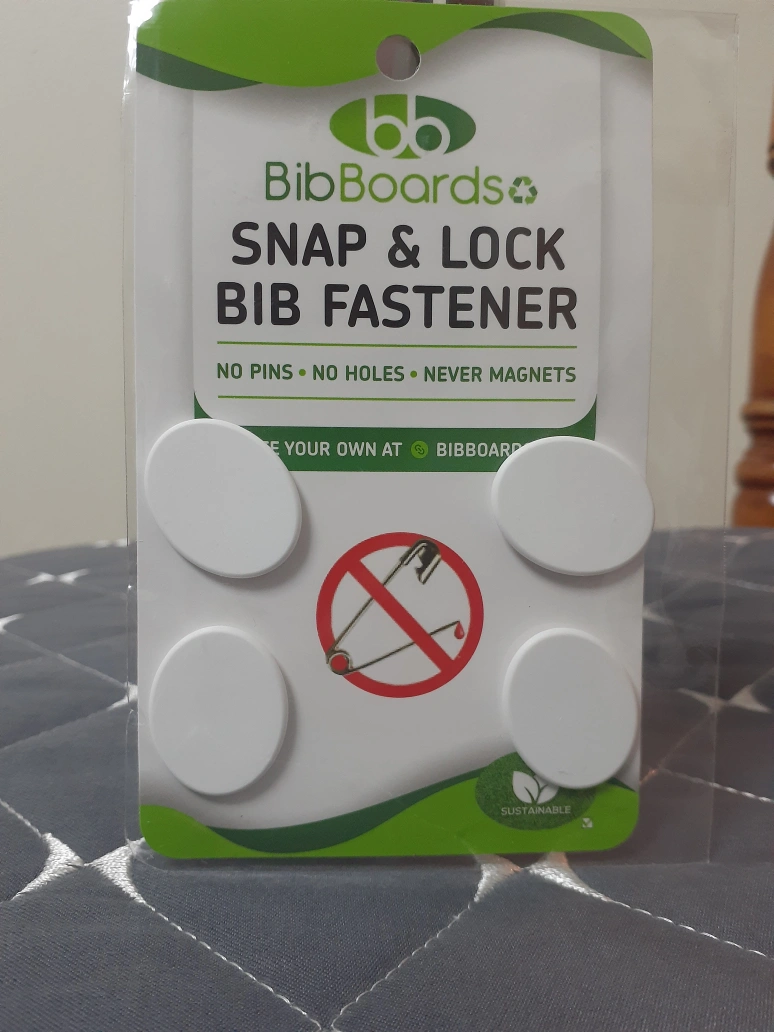 bb
BibBoards
SNAP & LOCK
BIB FASTENER
NO PINS • NO HOLES • NEVER MAGNETS
YOUR OWN AT
SUSTAINABLE